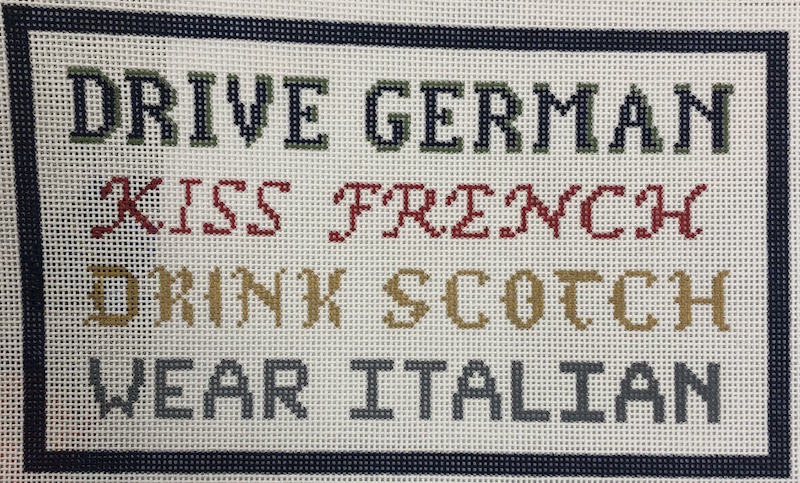 DRIVE GERMAN
KISS FRENCH
DRINK SCOTCH
WEAR ITALIAN